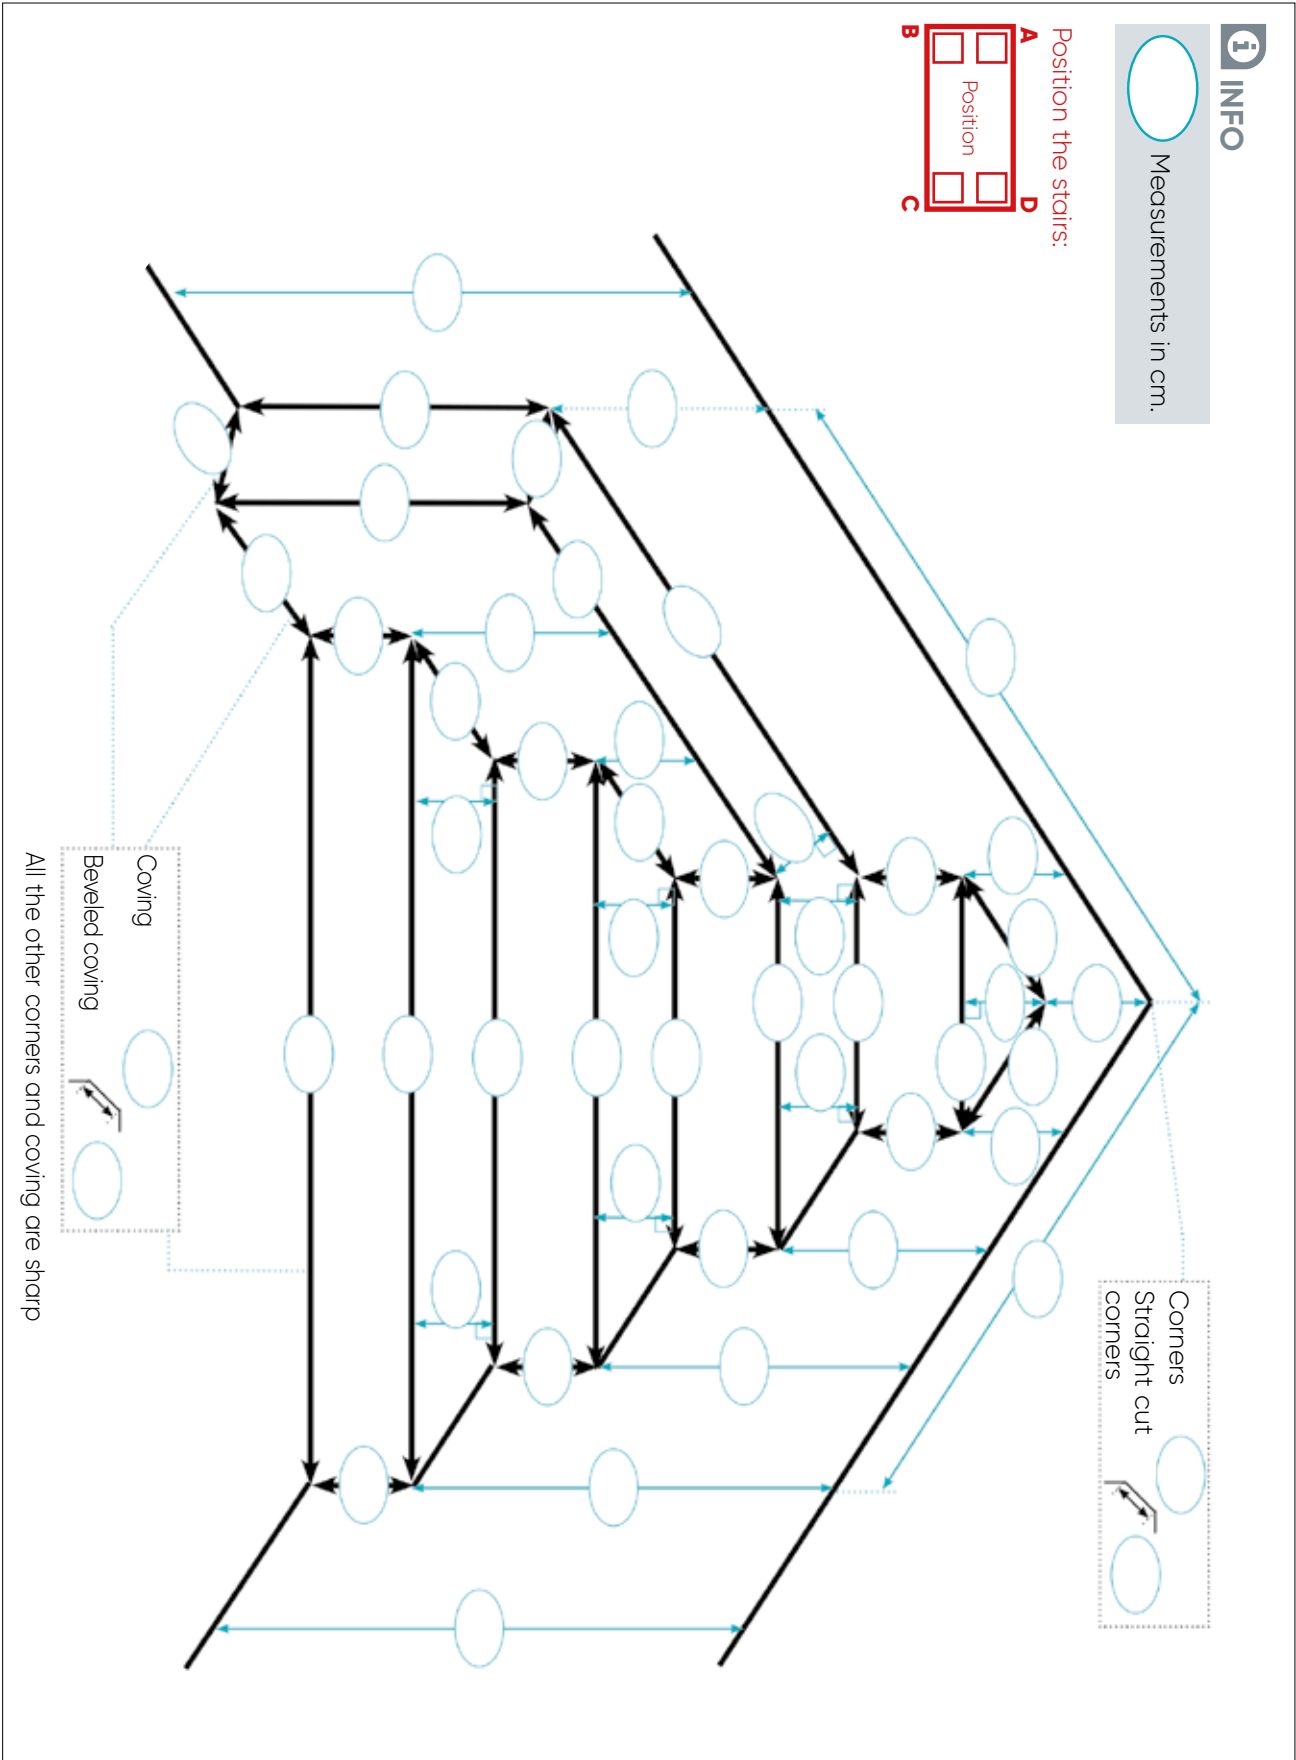 i INFO
Measurements in cm.
Position the stairs:
A
D
Position
B
C
Corners
Straight cut
corners
Coving
Beveled coving
All the other corners and coving are sharp